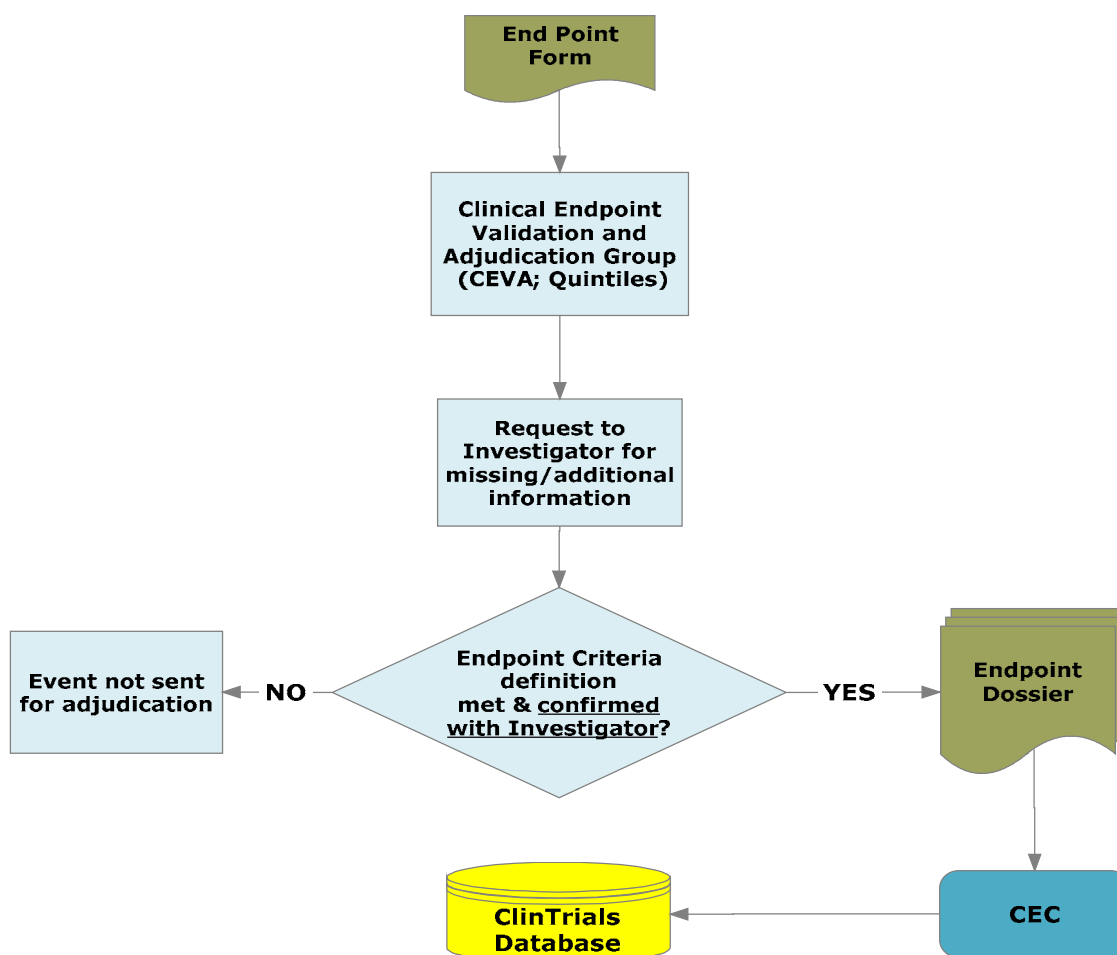 End Point
Form
Clinical Endpoint
Validation and
Adjudication Group
(CEVA; Quintiles)
Request to
Investigator for
missing/additional
information
Endpoint Criteria
definition
met & confirmed
with Investigator?
NO
YES
Event not sent
for adjudication
Endpoint
Dossier
CEC
ClinTrials
Database